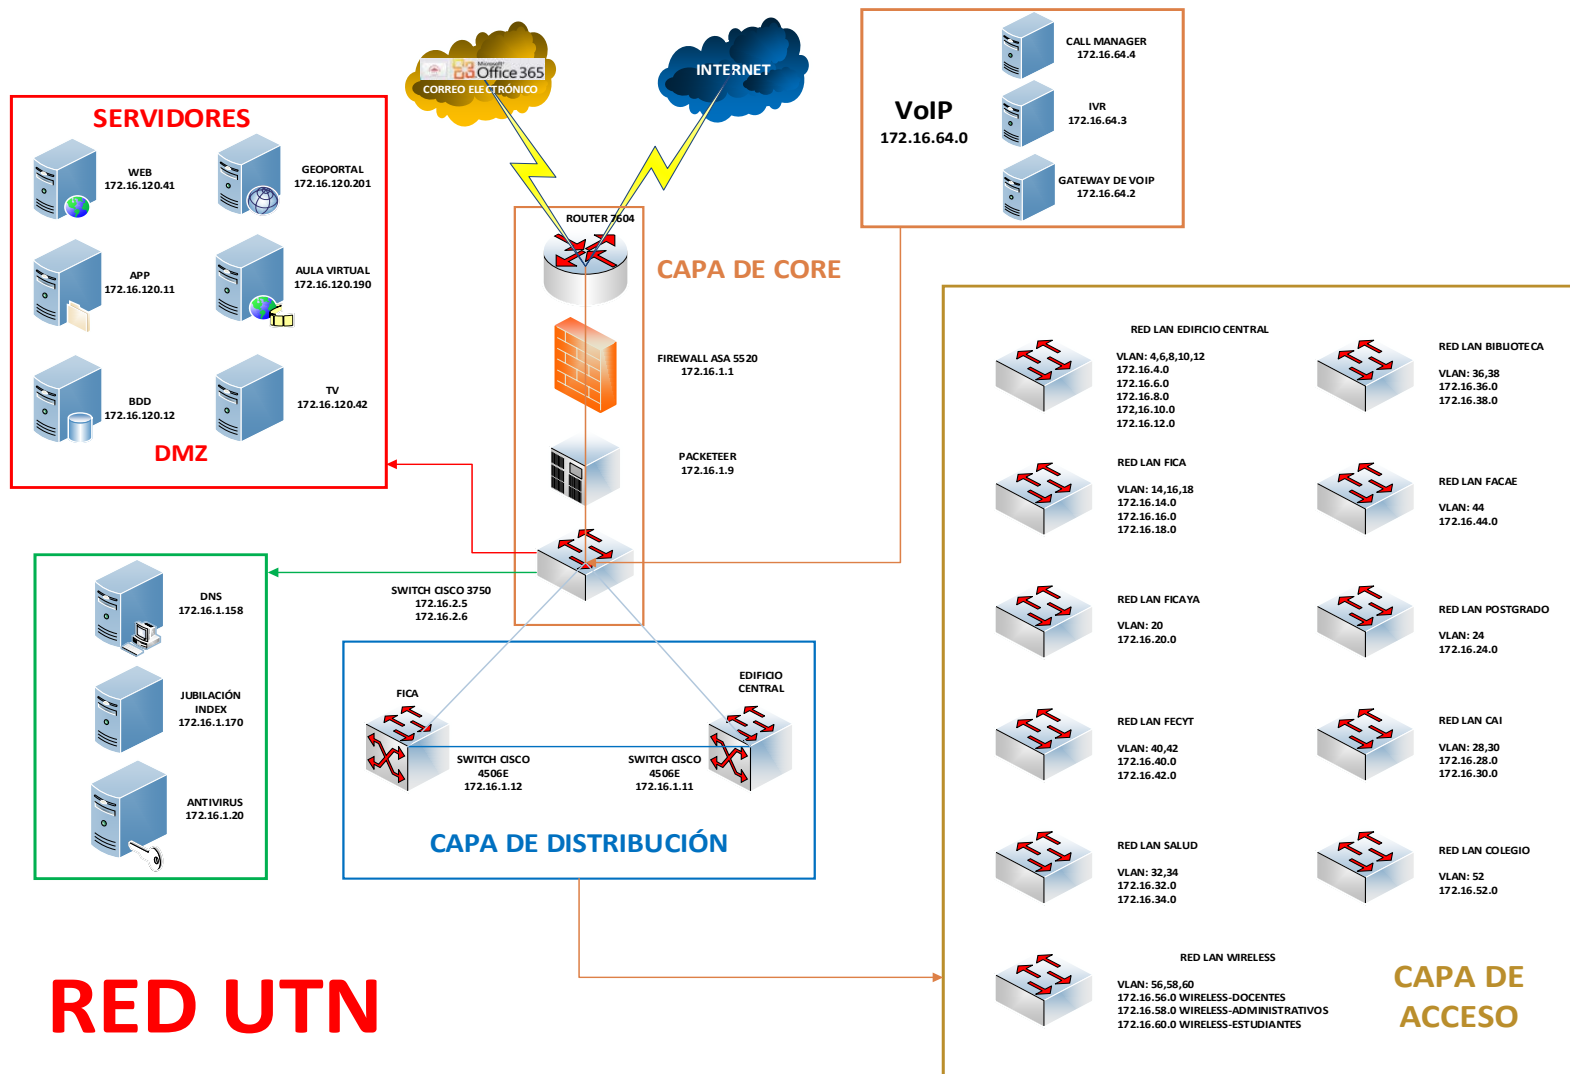 Microsoft
Office 365
CORREO ELECTRÓNICO
INTERNET
CALL MANAGER
172.16.64.4
VoIP
172.16.64.0
IVR
172.16.64.3
GATEWAY DE VOIP
172.16.64.2
SERVIDORES
WEB
172.16.120.41
GEOPORTAL
172.16.120.201
APP
172.16.120.11
AULA VIRTUAL
172.16.120.190
BDD
172.16.120.12
TV
172.16.120.42
DMZ
ROUTER 7604
CAPA DE CORE
FIREWALL ASA 5520
172.16.1.1
PACKETEER
172.16.1.9
SWITCH CISCO 3750
172.16.2.5
172.16.2.6
DNS
172.16.1.158
JUBILACIÓN
INDEX
172.16.1.170
ANTIVIRUS
172.16.1.20
FICA
EDIFICIO
CENTRAL
SWITCH CISCO
4506E
172.16.1.12
SWITCH CISCO
4506E
172.16.1.11
CAPA DE DISTRIBUCIÓN
RED LAN EDIFICIO CENTRAL
VLAN: 4,6,8,10,12
172.16.4.0
172.16.6.0
172.16.8.0
172,16.10.0
172.16.12.0
RED LAN BIBLIOTECA
VLAN: 36,38
172.16.36.0
172.16.38.0
RED LAN FICA
VLAN: 14,16,18
172.16.14.0
172.16.16.0
172.16.18.0
RED LAN FACAE
VLAN: 44
172.16.44.0
RED LAN FICAYA
VLAN: 20
172.16.20.0
RED LAN POSTGRADO
VLAN: 24
172.16.24.0
RED LAN FECYT
VLAN: 40,42
172.16.40.0
172.16.42.0
RED LAN CAI
VLAN: 28,30
172.16.28.0
172.16.30.0
RED LAN SALUD
VLAN: 32,34
172.16.32.0
172.16.34.0
RED LAN COLEGIO
VLAN: 52
172.16.52.0
RED LAN WIRELESS
VLAN: 56,58,60
172.16.56.0 WIRELESS-DOCENTES
172.16.58.0 WIRELESS-ADMINISTRATIVOS
172.16.60.0 WIRELESS-ESTUDIANTES
CAPA DE
ACCESO
RED UTN